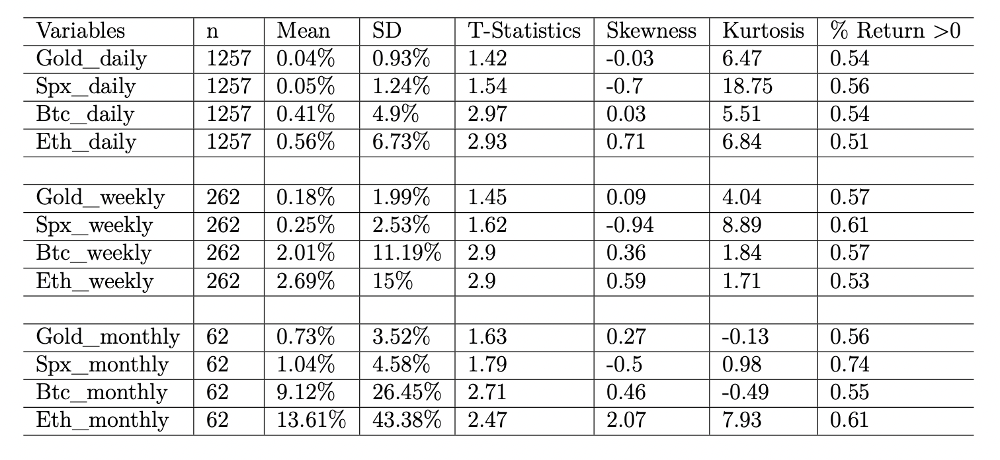 Variables n Mean SD T-Statistics Skewness Kurtosis % Return >0
Gold_daily 1257 0.04% 0.93% 1.42 -0.03 6.47 0.54
Spx_daily 1257 0.05% 1.24% 1.54 -0.7 18.75 0.56
Btc_daily 1257 0.41% 4.9% 2.97 0.03 5.51 0.54
Eth_daily 1257 0.56% 6.73% 2.93 0.71 6.84 0.51
Gold_weekly 262 0.18% 1.99% 1.45 0.09 4.04 0.57
Spx_weekly 262 0.25% 2.53% 1.62 -0.94 8.89 0.61
Btc_weekly 262 2.01% 11.19% 2.9 0.36 1.84 0.57
Eth_weekly 262 2.69% 15% 2.9 0.59 1.71 0.53
Gold_monthly 62 0.73% 3.52% 1.63 0.27 -0.13 0.56
Spx_monthly 62 1.04% 4.58% 1.79 -0.5 0.98 0.74
Btc_monthly 62 9.12% 26.45% 2.71 0.46 -0.49 0.55
Eth_monthly 62 13.61% 43.38% 2.47 2.07 7.93 0.61